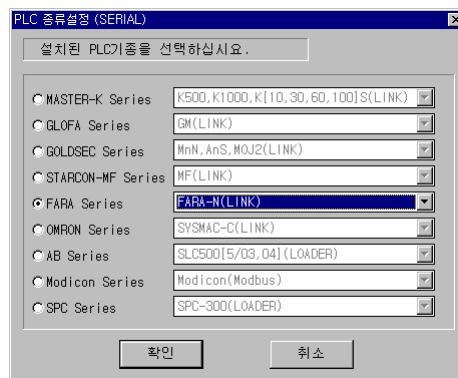 PLC 종류설정 (SERIAL)
설치된 PLC기종을 선택하십시요.
MASTER-K Series K500,K1000,K[10,30,60,100]S(LINK)
GLOFA Series GM(LINK)
GOLDSEC Series MnN,AnS,MOJ2(LINK)
STARCON-MF Series MF(LINK)
FARA Series FARA-N(LINK)
OMRON Series SYSMAC-C(LINK)
AB Series SLC500[5/03,04](LOADER)
Modicon Series Modicon(Modbus)
SPC Series SPC-300(LOADER)
확인 취소